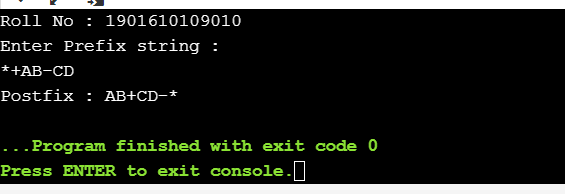 Roll No : 1901610109010
Enter Prefix string :
*+AB-CD
Postfix : AB+CD-*
...Program finished with exit code 0
Press ENTER to exit console.